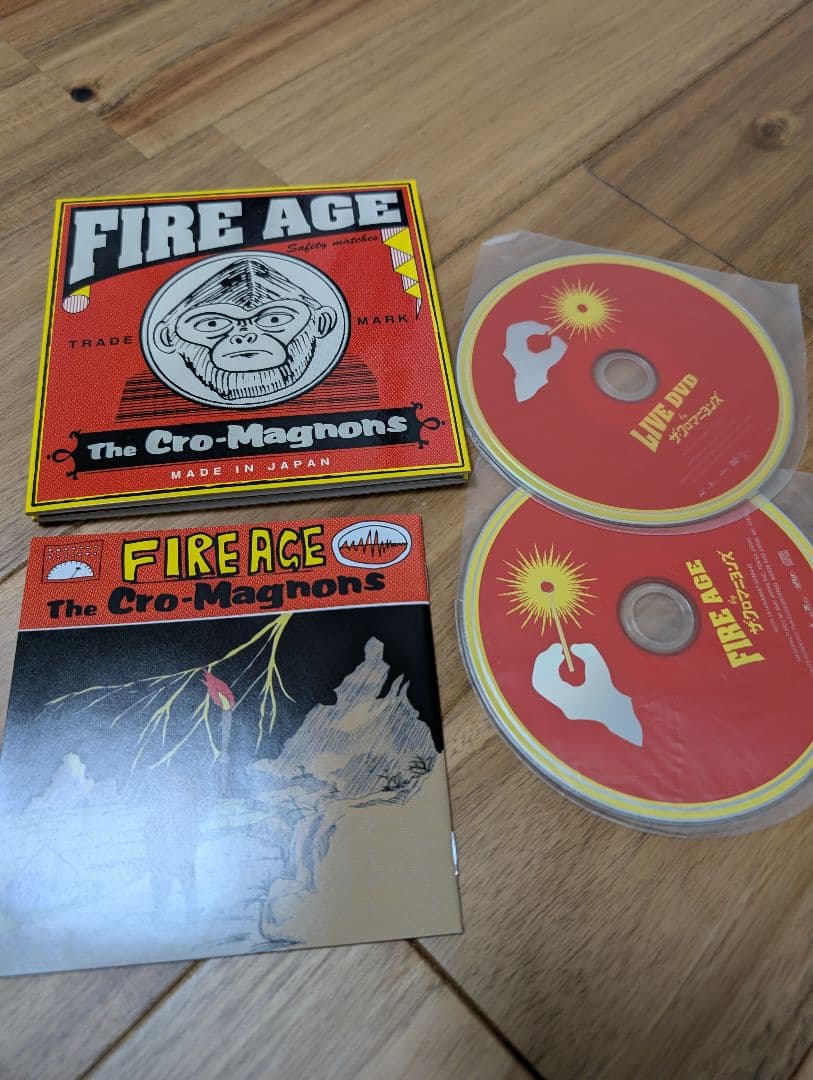 FIRE AGE
Safety matches
TRADE MARK
The Cro-Magnons
MADE IN JAPAN
FIRE AGE
The Cro-Magnons
LIVE DVD
by
ザ・クロマニヨンズ
FIRE AGE
by
ザ・クロマニヨンズ